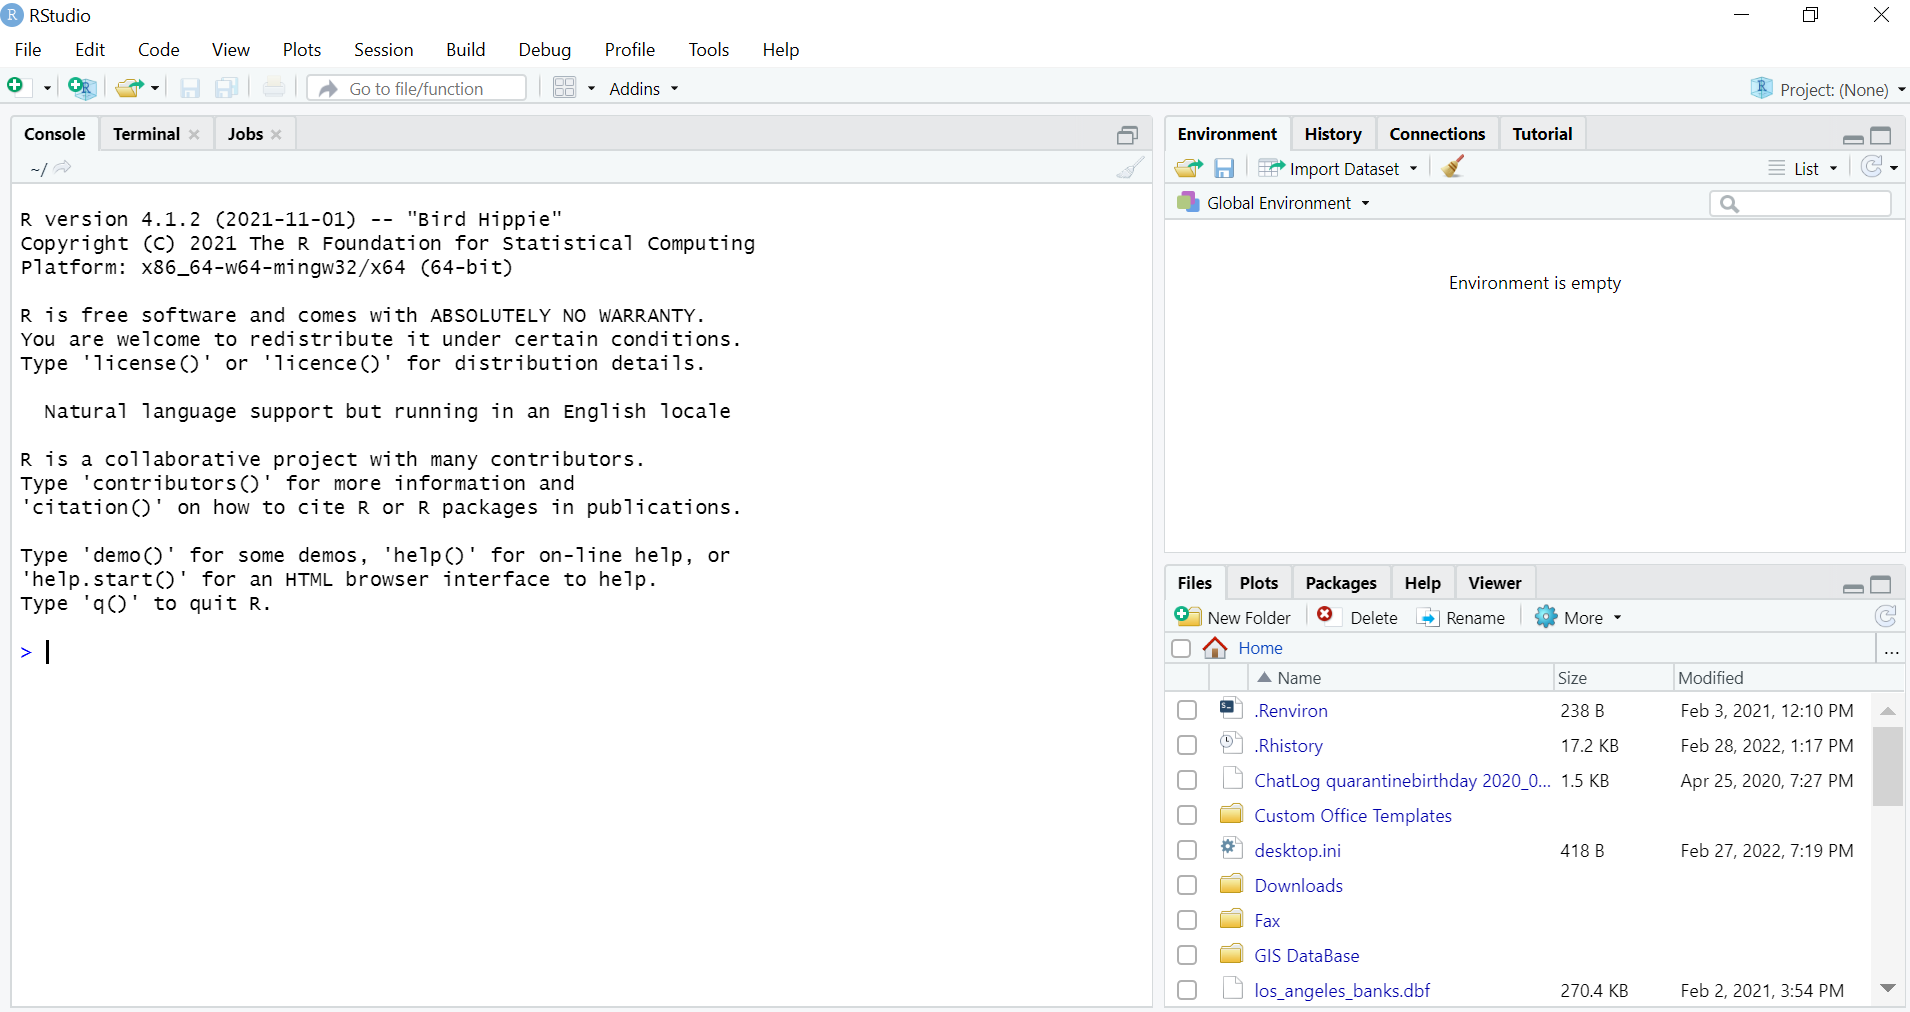 RStudio
File Edit Code View Plots Session Build Debug Profile Tools Help
Go to file/function Addins Project: (None)
Console Terminal Jobs
~/
R version 4.1.2 (2021-11-01) -- "Bird Hippie"
Copyright (C) 2021 The R Foundation for Statistical Computing
Platform: x86_64-w64-mingw32/x64 (64-bit)
R is free software and comes with ABSOLUTELY NO WARRANTY.
You are welcome to redistribute it under certain conditions.
Type 'license()' or 'licence()' for distribution details.
Natural language support but running in an English locale
R is a collaborative project with many contributors.
Type 'contributors()' for more information and
'citation()' on how to cite R or R packages in publications.
Type 'demo()' for some demos, 'help()' for on-line help, or
'help.start()' for an HTML browser interface to help.
Type 'q()' to quit R.
>
Environment History Connections Tutorial
Import Dataset List
Global Environment
Environment is empty
Files Plots Packages Help Viewer
New Folder Delete Rename More
Home ...
Name Size Modified
.Renviron 238 B Feb 3, 2021, 12:10 PM
.Rhistory 17.2 KB Feb 28, 2022, 1:17 PM
ChatLog quarantinebirthday 2020_0... 1.5 KB Apr 25, 2020, 7:27 PM
Custom Office Templates
desktop.ini 418 B Feb 27, 2022, 7:19 PM
Downloads
Fax
GIS DataBase
los_angeles_banks.dbf 270.4 KB Feb 2, 2021, 3:54 PM